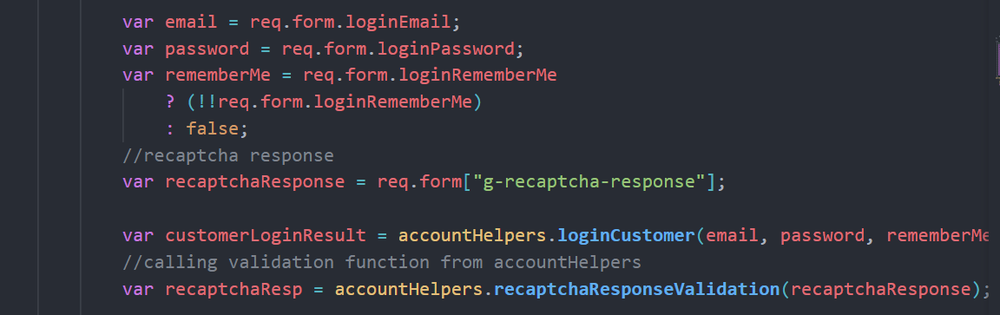 var email = req.form.loginEmail;
var password = req.form.loginPassword;
var rememberMe = req.form.loginRememberMe
? (!!req.form.loginRememberMe)
: false;
//recaptcha response
var recaptchaResponse = req.form["g-recaptcha-response"];
var customerLoginResult = accountHelpers.loginCustomer(email, password, rememberMe
//calling validation function from accountHelpers
var recaptchaResp = accountHelpers.recaptchaResponseValidation(recaptchaResponse);